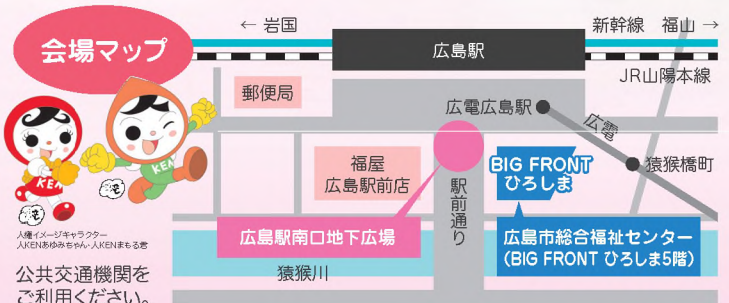 ← 岩国
新幹線 福山 →
会場マップ
広島駅
JR山陽本線
郵便局
広電広島駅
広電
福屋
広島駅前店
BIG FRONT
ひろしま
猿猴橋町
KEN
KEN
駅前通り
人権イメージキャラクター
人KENあゆみちゃん・人KENまもる君
広島駅南口地下広場
広島市総合福祉センター
(BIG FRONT ひろしま5階)
猿猴川
公共交通機関を
ご利用ください。